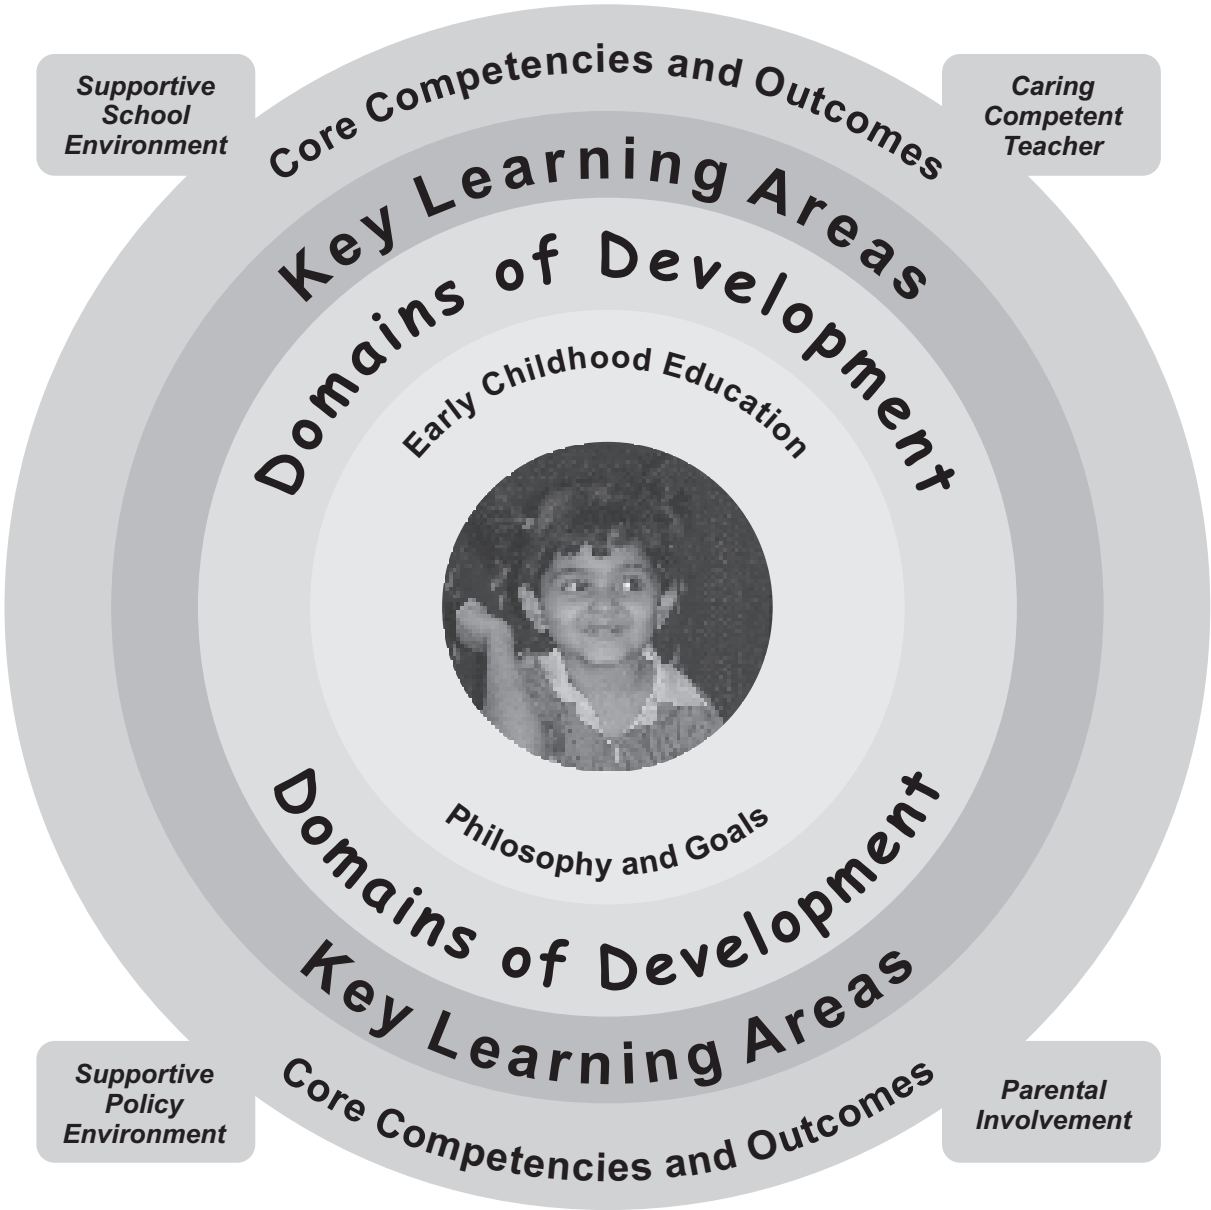 Core Competencies and Outcomes
Supportive
School
Environment
Caring
Competent
Teacher
Key Learning Areas
Domains of Development
Early Childhood Education
Philosophy and Goals
Domains of Development
Key Learning Areas
Core Competencies and Outcomes
Supportive
Policy
Environment
Parental
Involvement